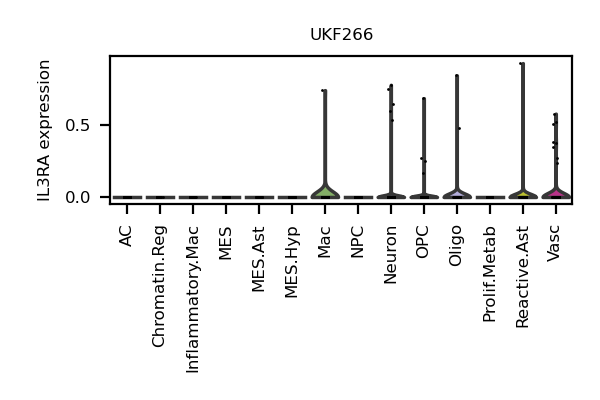 UKF266
IL3RA expression
0.5
0.0
AC
Chromatin.Reg
Inflammatory.Mac
MES
MES.Ast
MES.Hyp
Mac
NPC
Neuron
OPC
Oligo
Prolif.Metab
Reactive.Ast
Vasc